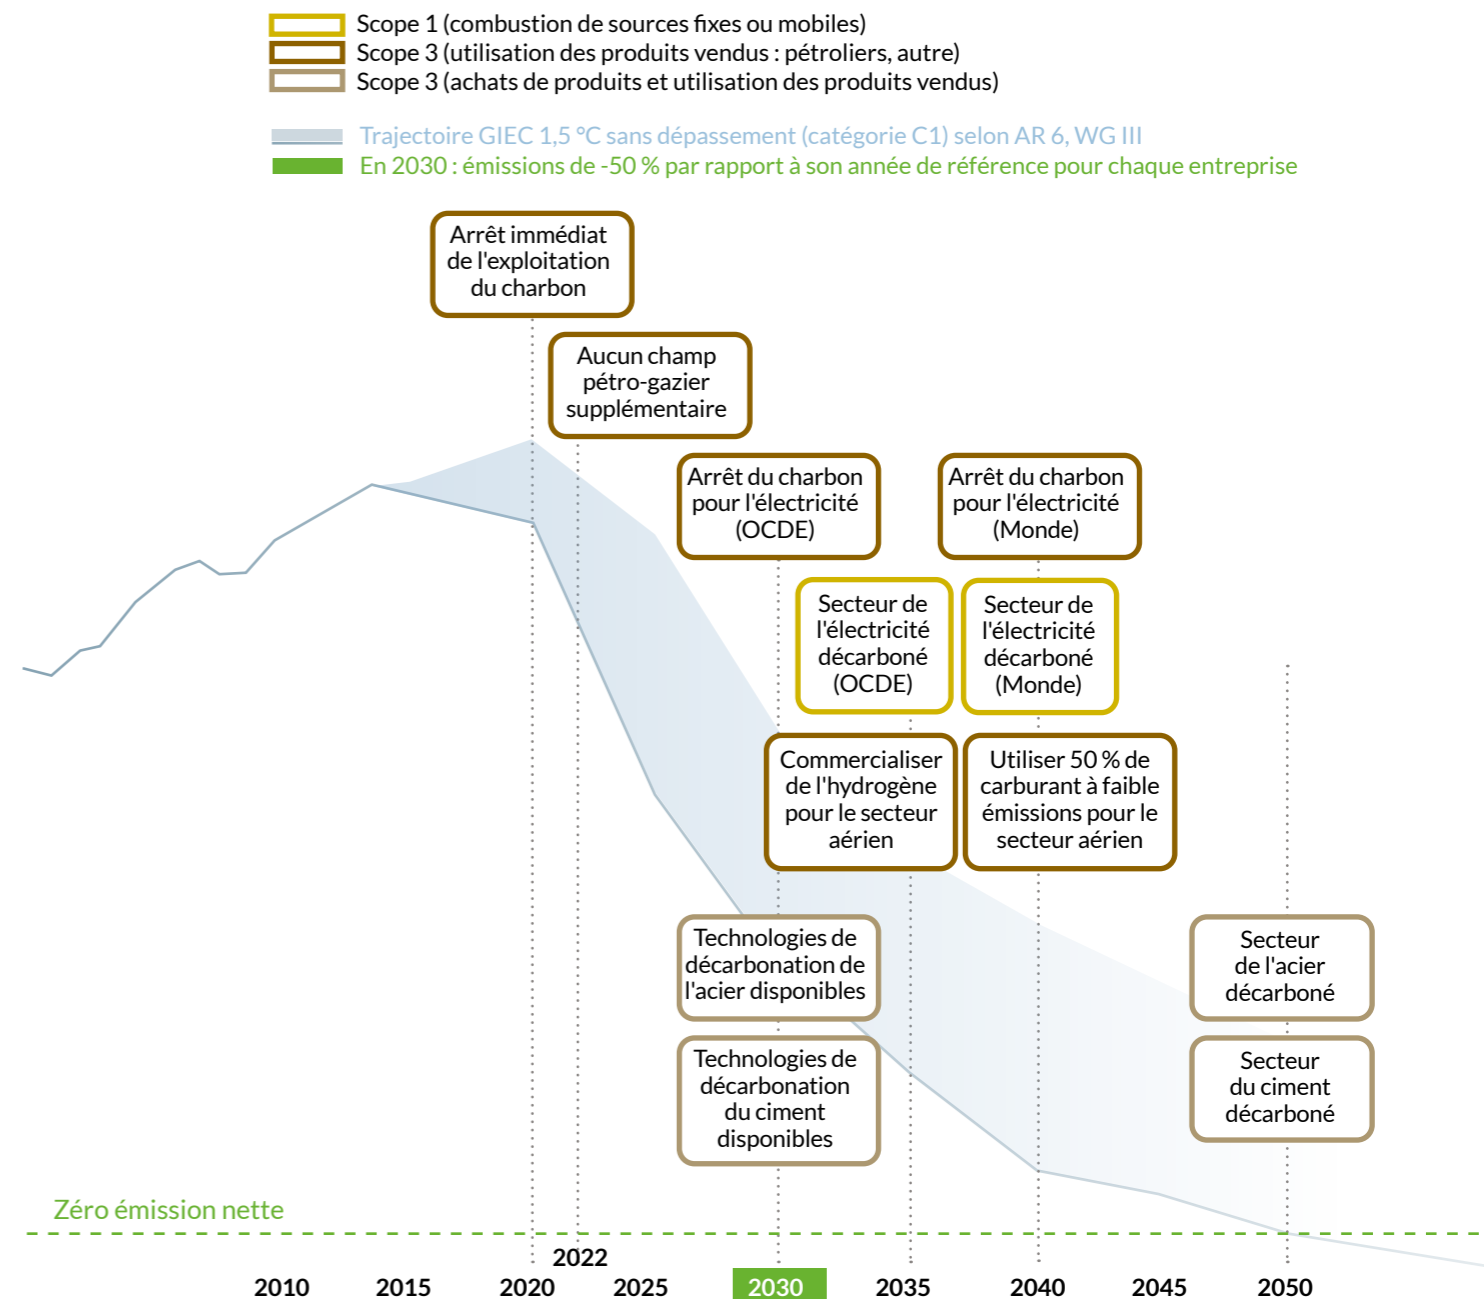 Scope 1 (combustion de sources fixes ou mobiles)
Scope 3 (utilisation des produits vendus : pétroliers, autre)
Scope 3 (achats de produits et utilisation des produits vendus)
Trajectoire GIEC 1,5 °C sans dépassement (catégorie C1) selon AR 6, WG III
En 2030 : émissions de -50 % par rapport à son année de référence pour chaque entreprise
Arrêt immédiat
de l'exploitation
du charbon
Aucun champ
pétro-gazier
supplémentaire
Arrêt du charbon
pour l'électricité
(OCDE)
Arrêt du charbon
pour l'électricité
(Monde)
Secteur de
l'électricité
décarboné
(OCDE)
Secteur de
l'électricité
décarboné
(Monde)
Commercialiser
de l'hydrogène
pour le secteur
aérien
Utiliser 50 % de
carburant à faible
émissions pour le
secteur aérien
Technologies de
décarbonation de
l'acier disponibles
Secteur
de l'acier
décarboné
Technologies de
décarbonation
du ciment
disponibles
Secteur
du ciment
décarboné
Zéro émission nette
2022
2010 2015 2020 2025 2030 2035 2040 2045 2050